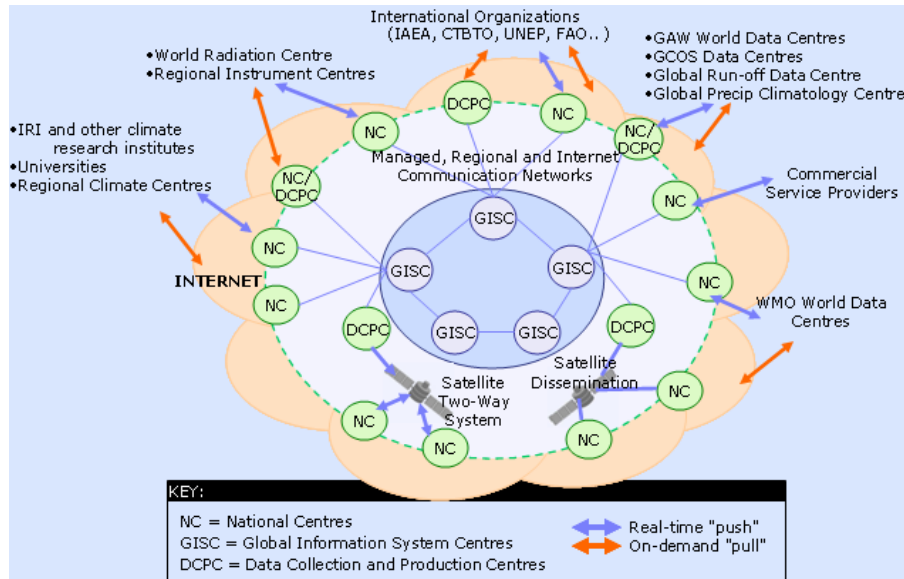 International Organizations
(IAEA, CTBTO, UNEP, FAO.. )
•World Radiation Centre
•Regional Instrument Centres
•GAW World Data Centres
•GCOS Data Centres
•Global Run-off Data Centre
•Global Precip Climatology Centre
•IRI and other climate
research institutes
•Universities
•Regional Climate Centres
DCPC
NC
NC
NC/
DCPC
Managed, Regional and Internet
Communication Networks
NC/
DCPC
NC
Commercial
Service Providers
GISC
NC
INTERNET
GISC
GISC
NC
NC
WMO World Data
Centres
DCPC
GISC
GISC
DCPC
Satellite
Two-Way
System
Satellite
Dissemination
NC
NC
NC
NC
KEY:
NC = National Centres
GISC = Global Information System Centres
DCPC = Data Collection and Production Centres
Real-time "push"
On-demand "pull"